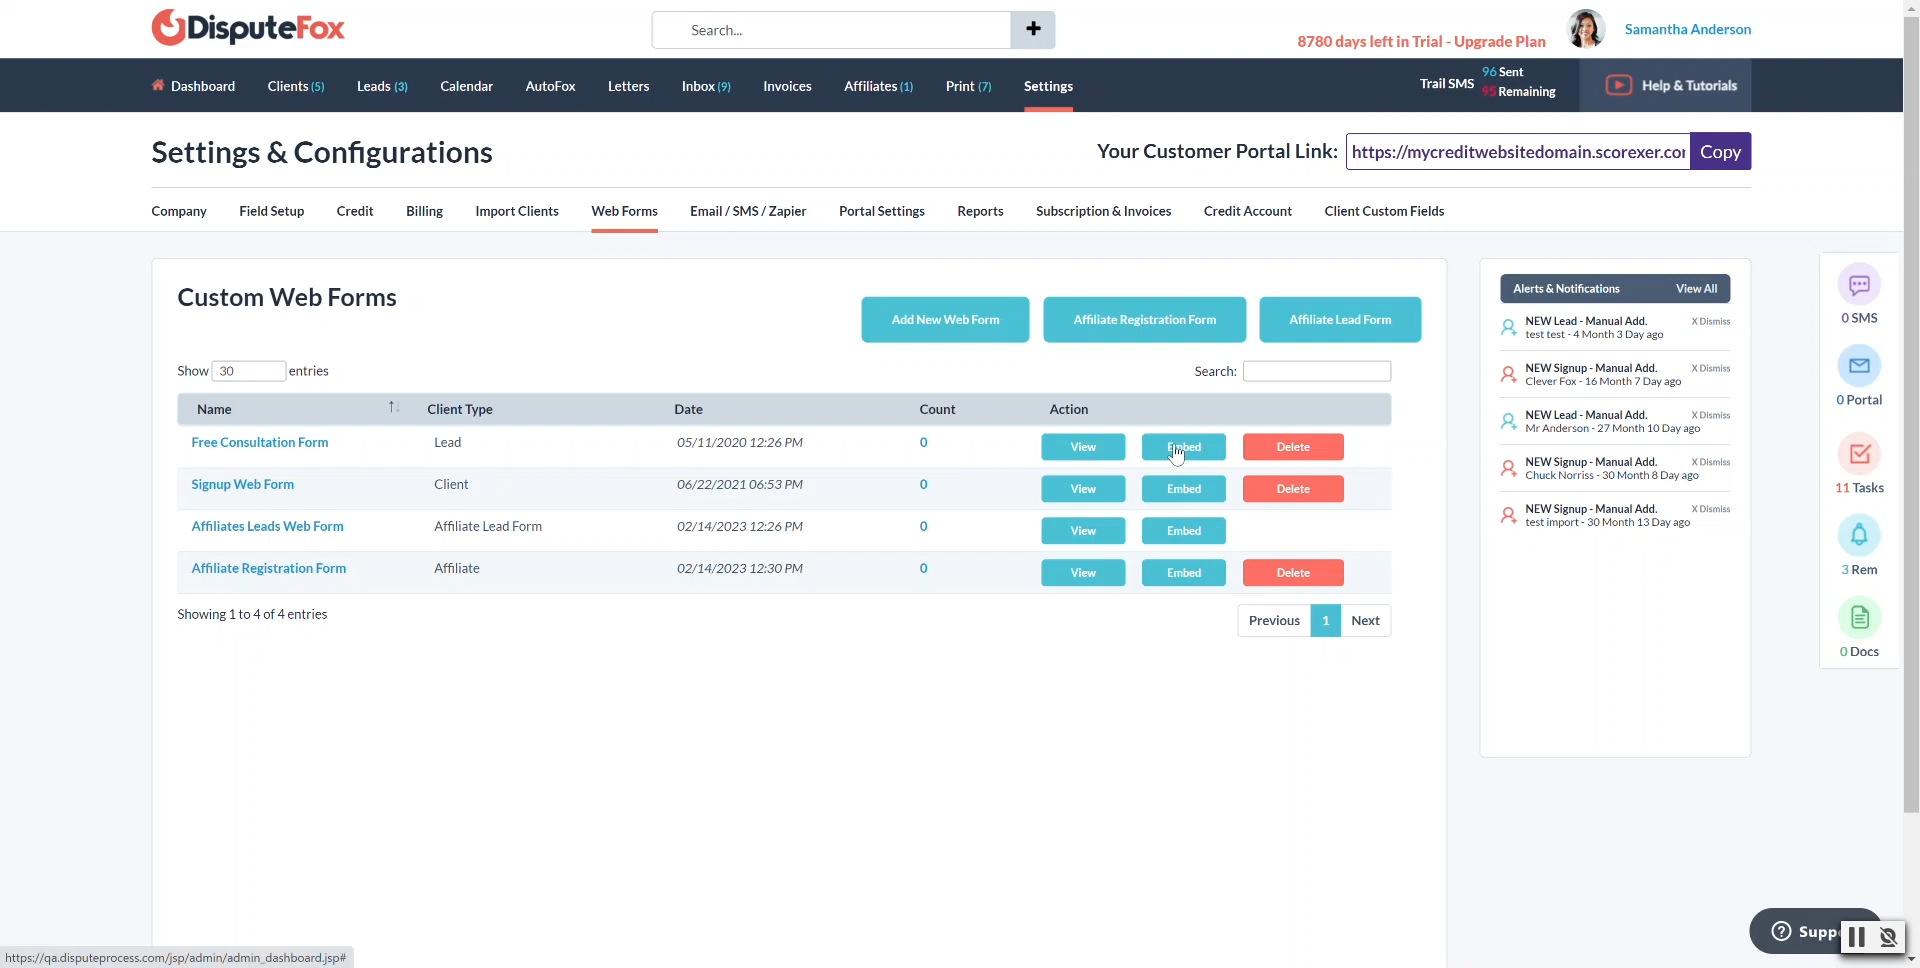 DisputeFox
Search...
8780 days left in Trial - Upgrade Plan
Samantha Anderson
Dashboard Clients (5) Leads (3) Calendar AutoFox Letters Inbox (9) Invoices Affiliates (1) Print (7) Settings
Trail SMS 96 Sent
95 Remaining
Help & Tutorials
Settings & Configurations
Your Customer Portal Link: https://mycreditwebsitedomain.scorexer.co Copy
Company Field Setup Credit Billing Import Clients Web Forms Email / SMS / Zapier Portal Settings Reports Subscription & Invoices Credit Account Client Custom Fields
Custom Web Forms
Add New Web Form Affiliate Registration Form Affiliate Lead Form
Show 30 entries
Search:
Name Client Type Date Count Action
Free Consultation Form Lead 05/11/2020 12:26 PM 0 View Embed Delete
Signup Web Form Client 06/22/2021 06:53 PM 0 View Embed Delete
Affiliates Leads Web Form Affiliate Lead Form 02/14/2023 12:26 PM 0 View Embed
Affiliate Registration Form Affiliate 02/14/2023 12:30 PM 0 View Embed Delete
Showing 1 to 4 of 4 entries
Previous 1 Next
Alerts & Notifications View All
NEW Lead - Manual Add. X Dismiss
test test - 4 Month 3 Day ago
NEW Signup - Manual Add. X Dismiss
Clever Fox - 16 Month 7 Day ago
NEW Lead - Manual Add. X Dismiss
Mr Anderson - 27 Month 10 Day ago
NEW Signup - Manual Add. X Dismiss
Chuck Norriss - 30 Month 8 Day ago
NEW Signup - Manual Add. X Dismiss
test import - 30 Month 13 Day ago
0 SMS
0 Portal
11 Tasks
3 Rem
0 Docs
Supp
https://qa.disputeprocess.com/jsp/admin/admin_dashboard.jsp#